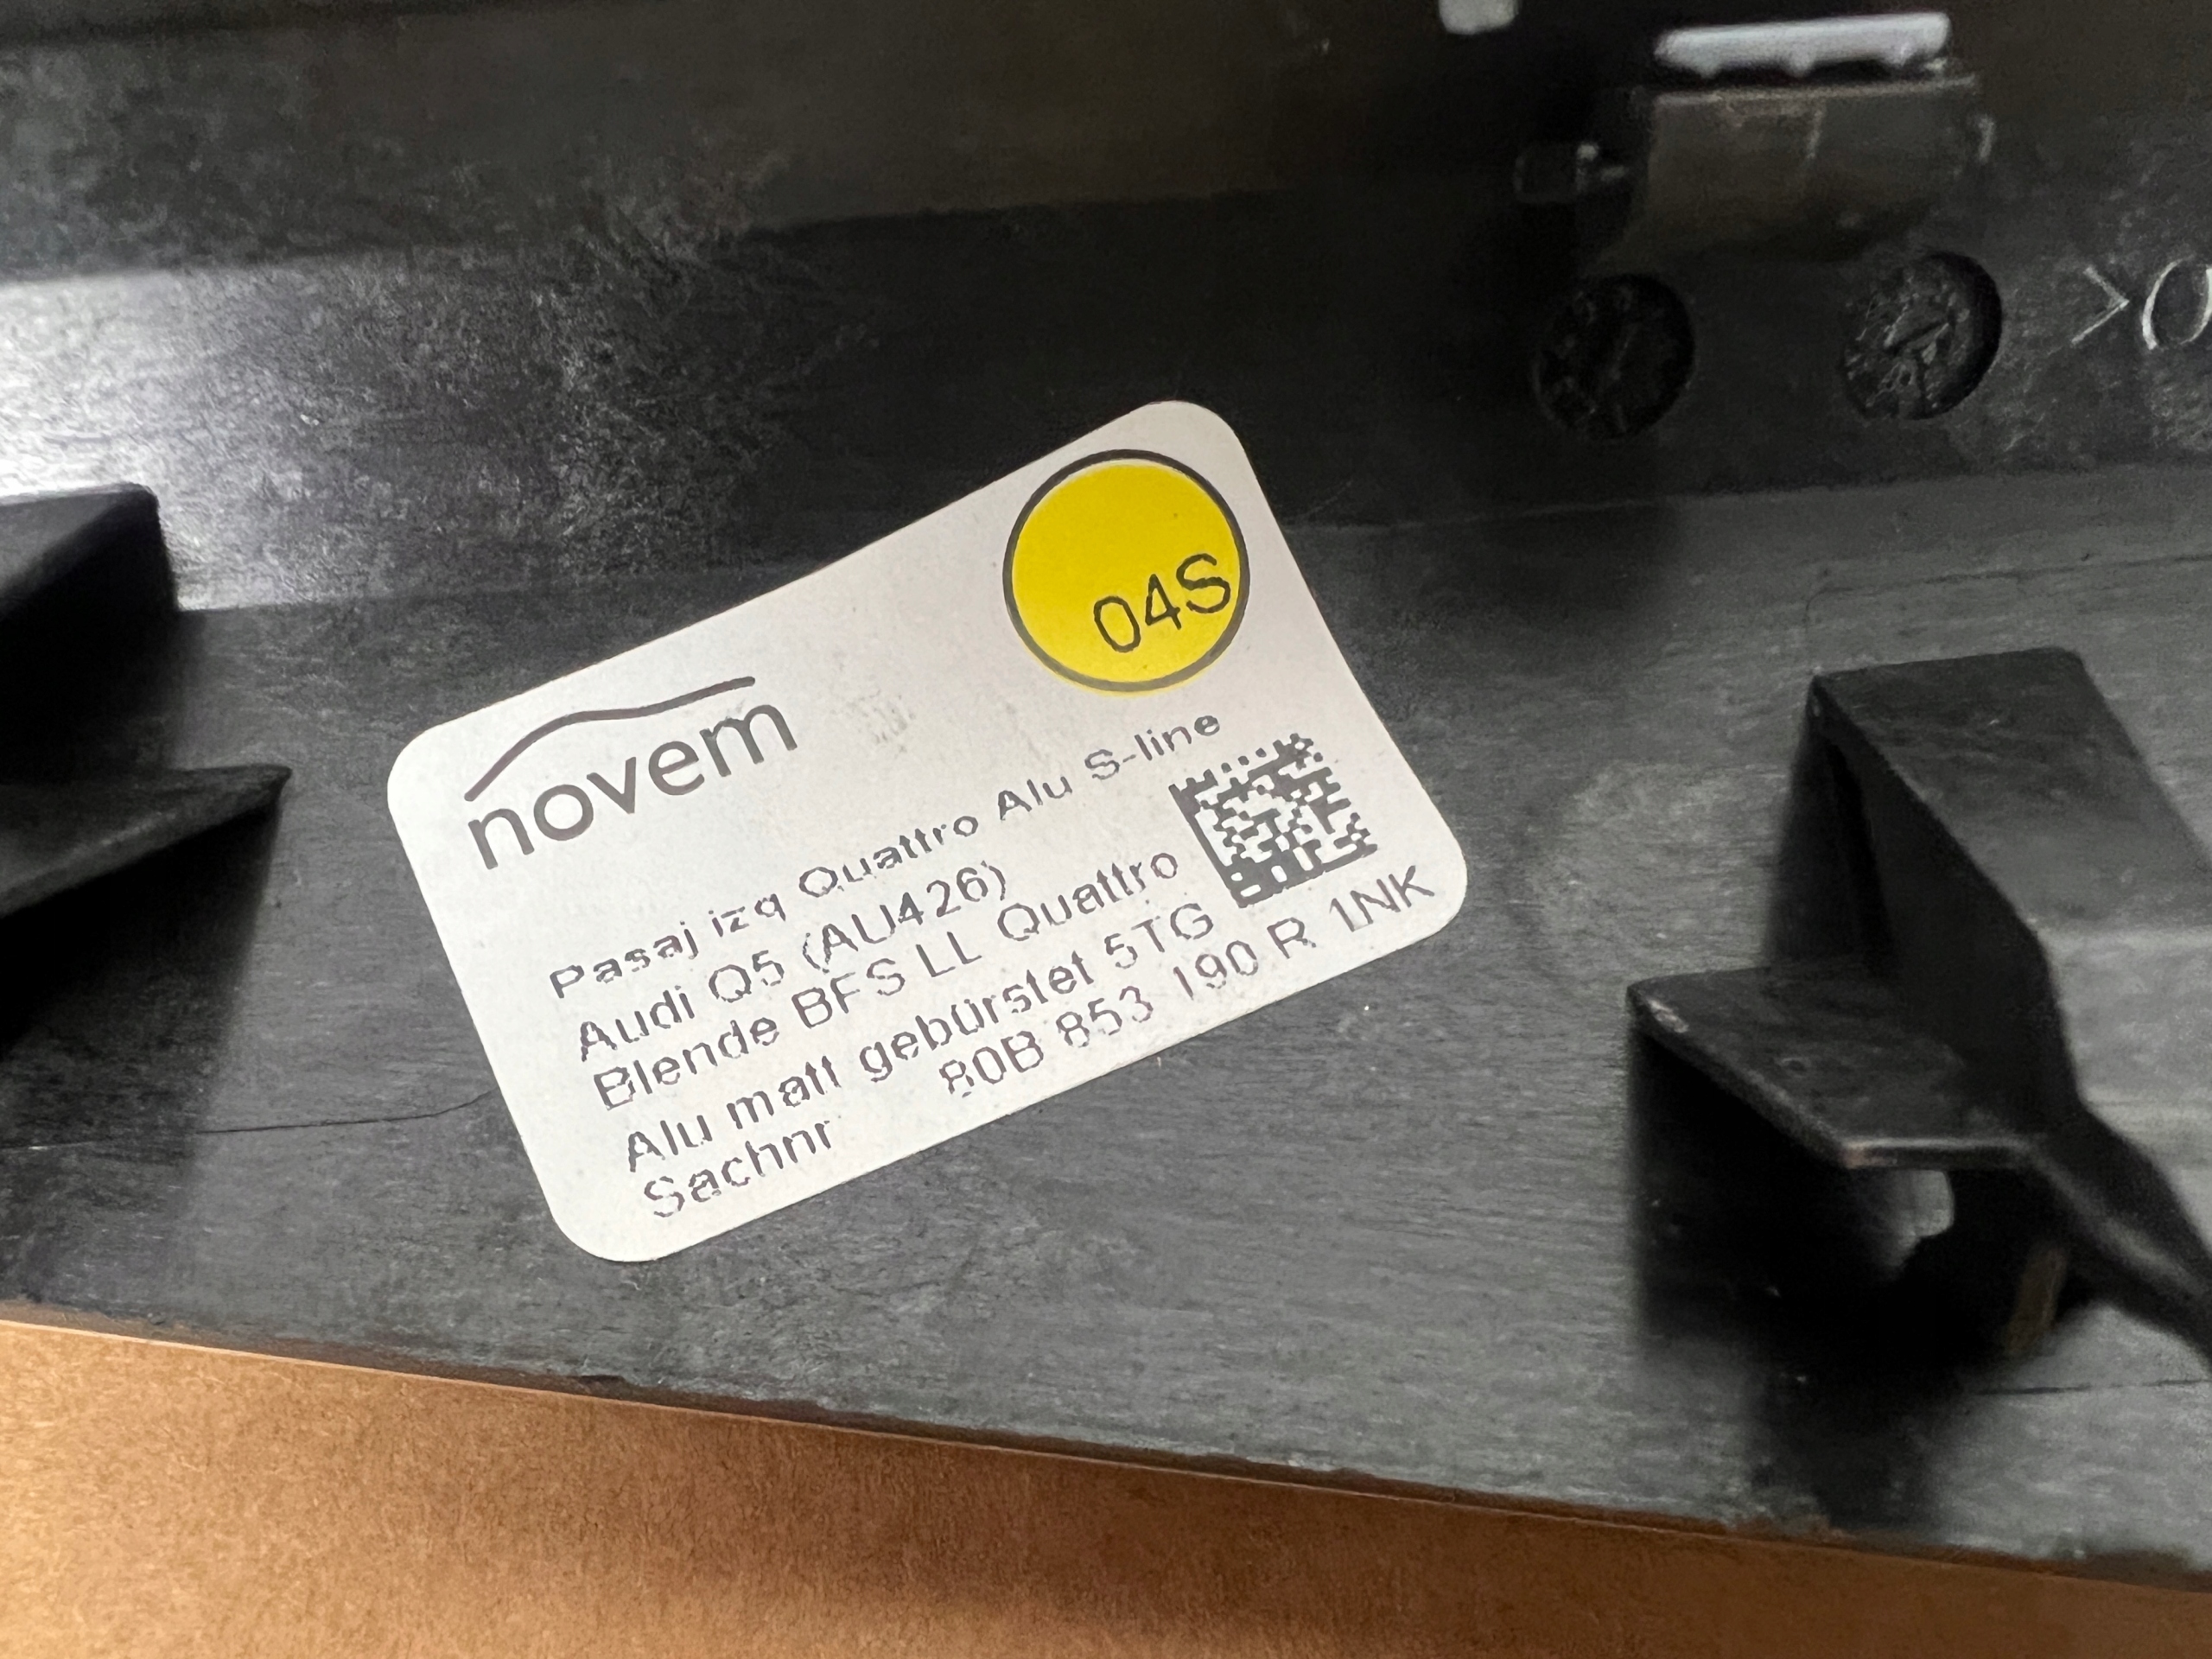 04S
novem
Pasaj izq Quattro Alu S-line
Audi Q5 (AU426)
Blende BFS LL Quattro
Alu matt gebürstet 5TG
Sachnr 80B 853 190 R 1NK